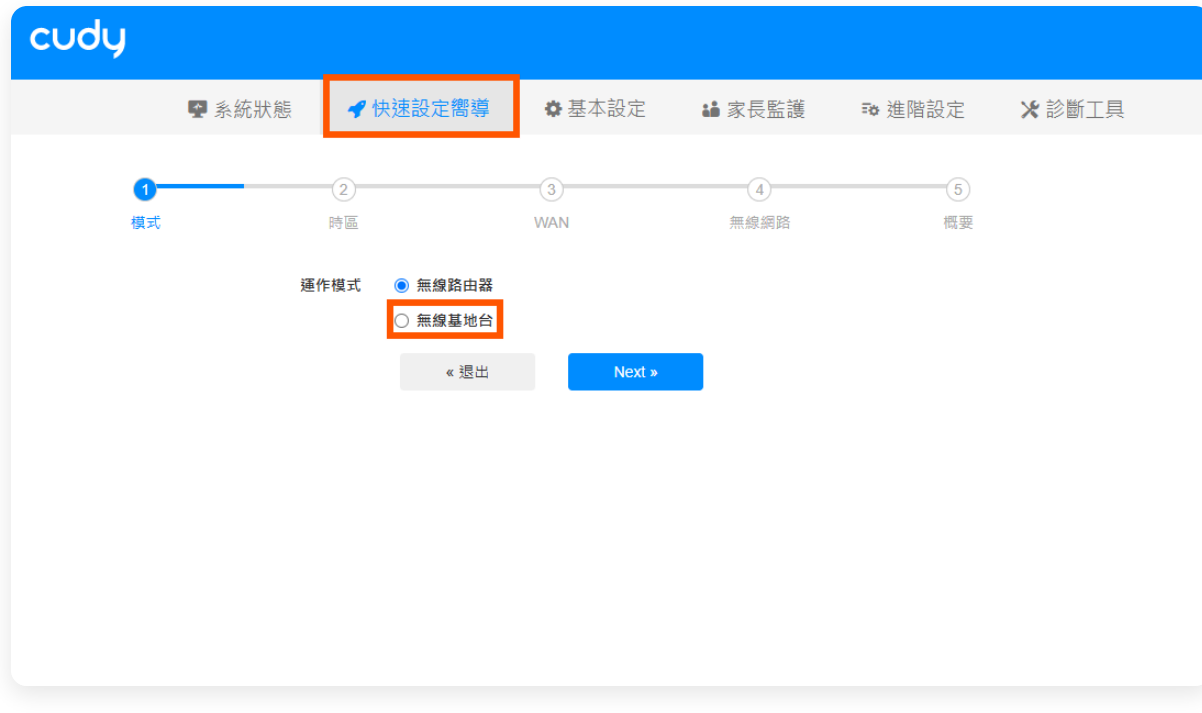 cudy
系統狀態 快速設定嚮導 基本設定 家長監護 進階設定 診斷工具
1 2 3 4 5
模式 時區 WAN 無線網路 概要
運作模式 無線路由器
無線基地台
« 退出 Next »